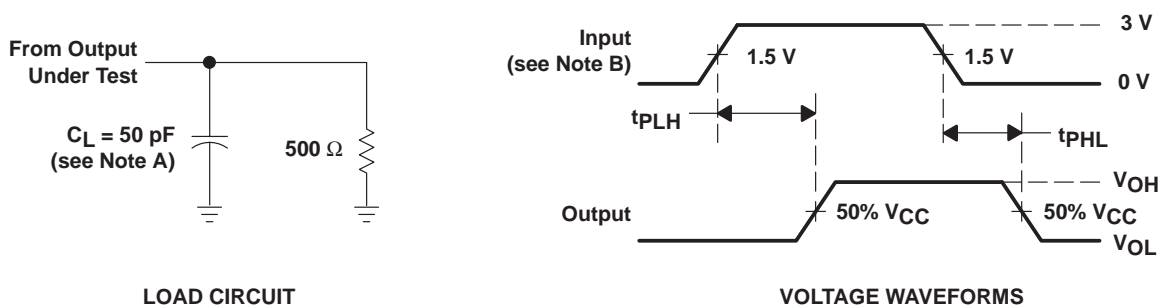 From Output
Under Test
CL = 50 pF
(see Note A)
500 Ω
LOAD CIRCUIT
Input
(see Note B)
1.5 V
1.5 V
3 V
0 V
tPLH
tPHL
Output
50% VCC
50% VCC
VOH
VOL
VOLTAGE WAVEFORMS